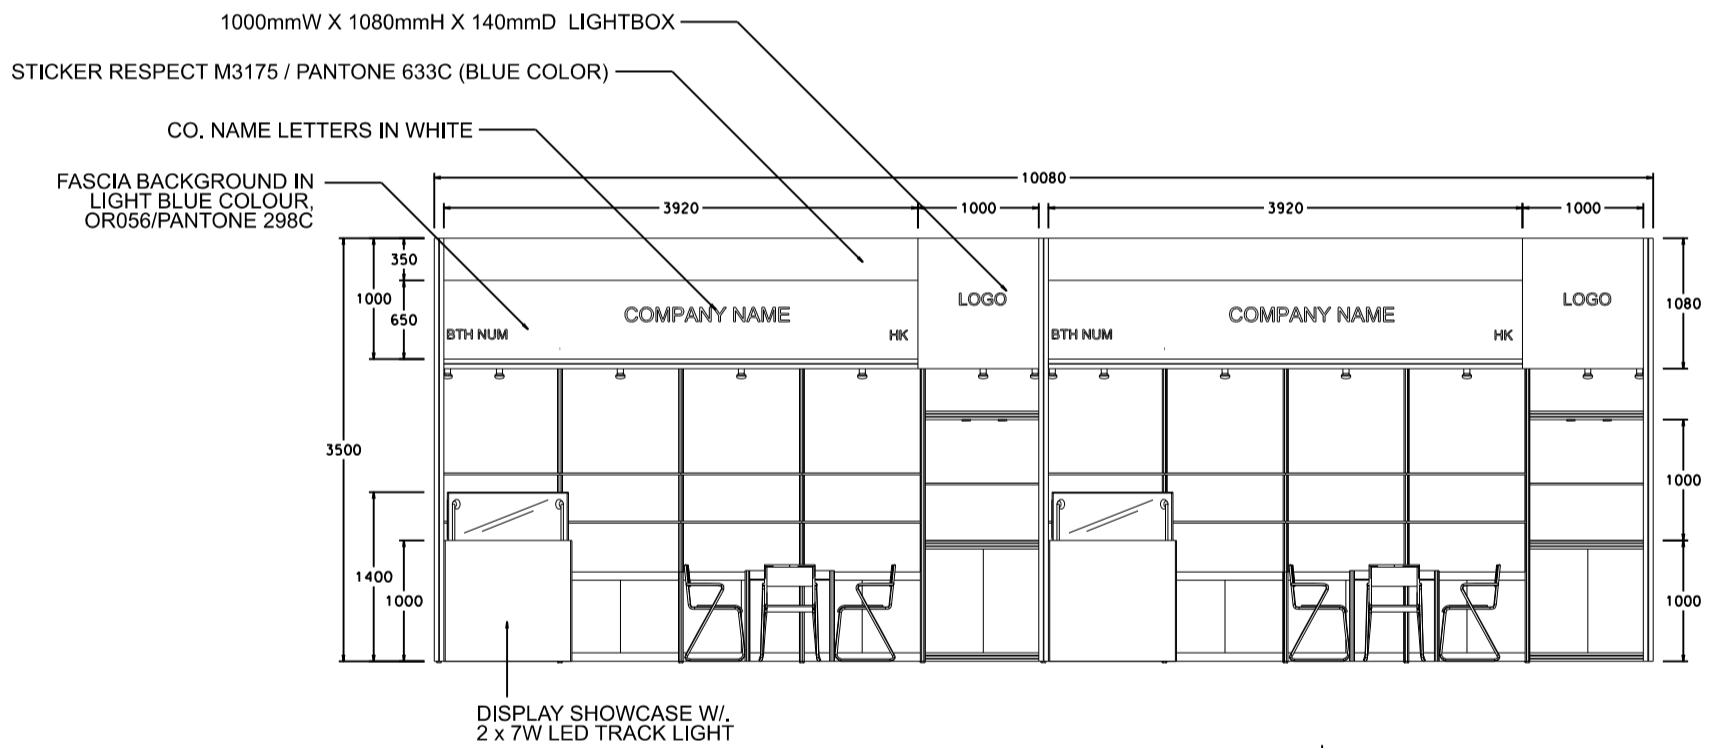 1000mmW X 1080mmH X 140mmD LIGHTBOX
STICKER RESPECT M3175 / PANTONE 633C (BLUE COLOR)
CO. NAME LETTERS IN WHITE
FASCIA BACKGROUND IN
LIGHT BLUE COLOUR,
OR056/PANTONE 298C
10080
3920
1000
3920
1000
350
1000
650
3500
1400
1000
COMPANY NAME
BTH NUM
HK
LOGO
COMPANY NAME
BTH NUM
HK
LOGO
1080
1000
1000
DISPLAY SHOWCASE W/.
2 x 7W LED TRACK LIGHT